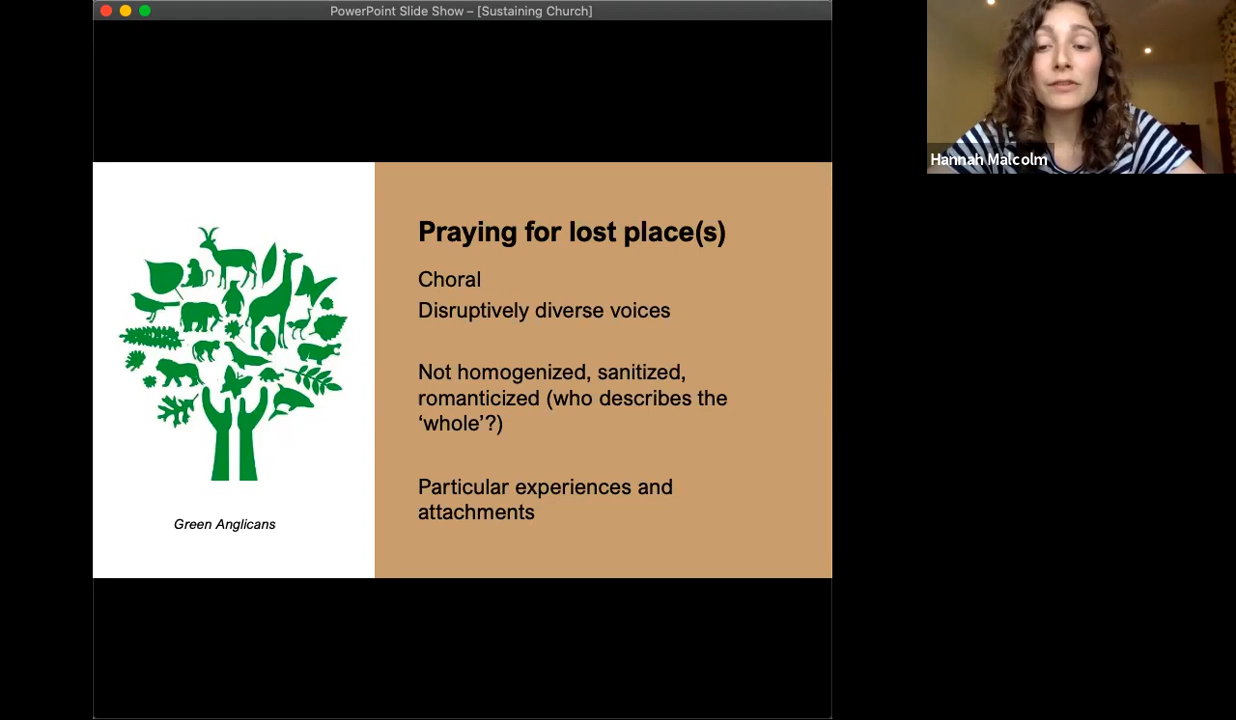 PowerPoint Slide Show – [Sustaining Church]
Hannah Malcolm
Praying for lost place(s)
Choral
Disruptively diverse voices
Not homogenized, sanitized,
romanticized (who describes the
‘whole’?)
Particular experiences and
attachments
Green Anglicans